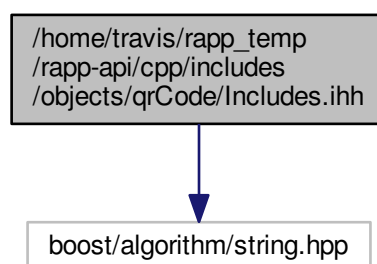 /home/travis/rapp_temp
/rapp-api/cpp/includes
/objects/qrCode/Includes.ihh
boost/algorithm/string.hpp